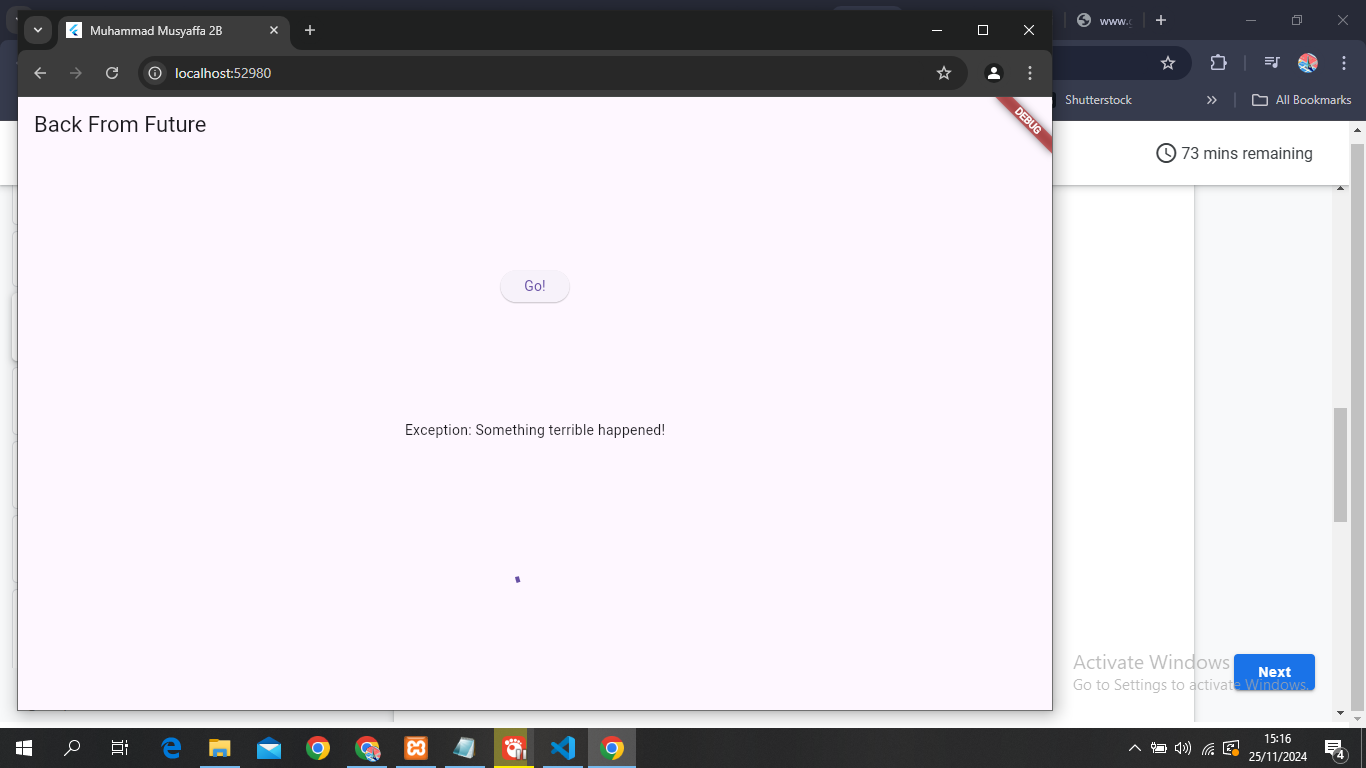 Muhammad Musyaffa 2B
www.
localhost:52980
Shutterstock
All Bookmarks
Back From Future
DEBUG
73 mins remaining
Go!
Exception: Something terrible happened!
Activate Windows
Go to Settings to activate Windows.
Next
15:16
25/11/2024
4